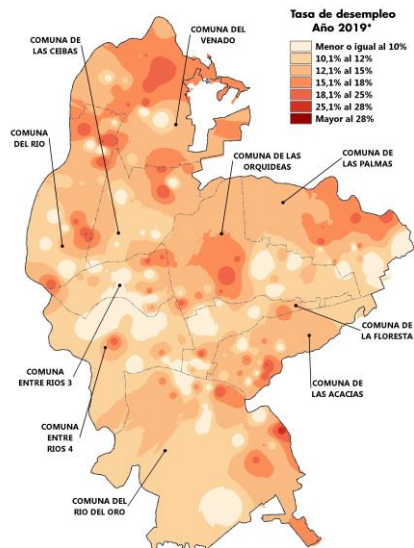 Tasa de desempleo
Año 2019*
Menor o igual al 10%
10,1% al 12%
12,1% al 15%
15,1% al 18%
18,1% al 25%
25,1% al 28%
Mayor al 28%
COMUNA DEL
VENADO
COMUNA DE
LAS CEIBAS
COMUNA
DEL RIO
COMUNA DE LAS
ORQUIDEAS
COMUNA DE
LAS PALMAS
COMUNA DE
LA FLORESTA
COMUNA
ENTRE RIOS 3
COMUNA DE
LAS ACACIAS
COMUNA
ENTRE
RIOS 4
COMUNA DEL
RIO DEL ORO